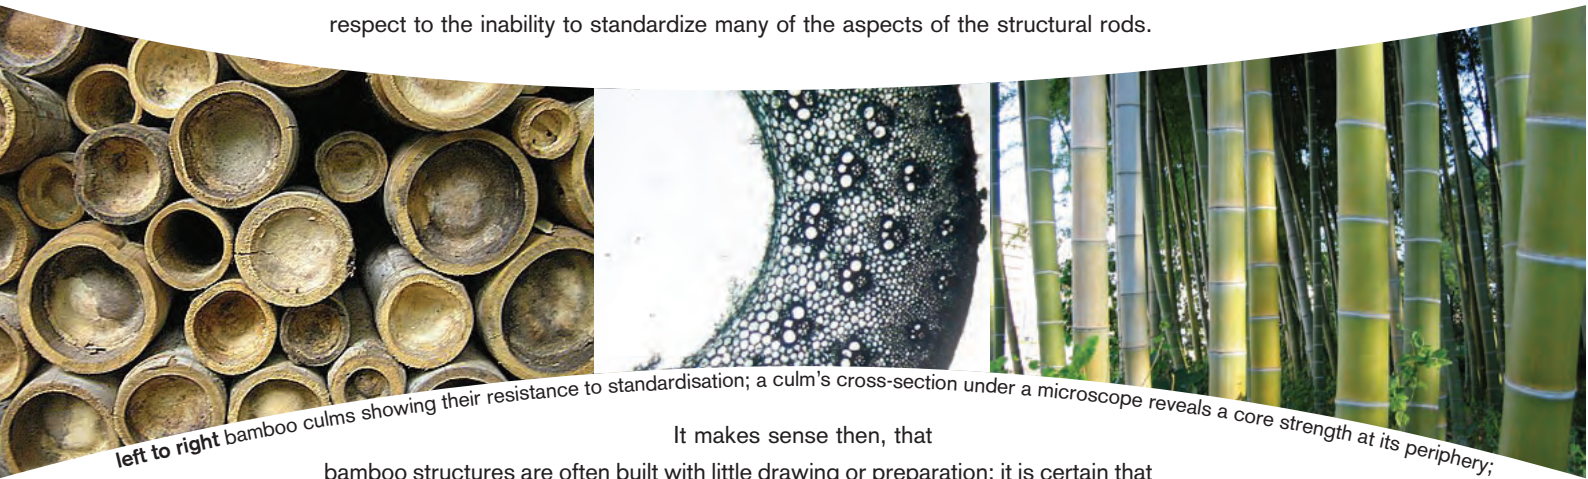 respect to the inability to standardize many of the aspects of the structural rods.
left to right bamboo culms showing their resistance to standardisation; a culm's cross-section under a microscope reveals a core strength at its periphery;
It makes sense then, that
bamboo structures are often built with little drawing or preparation; it is certain that